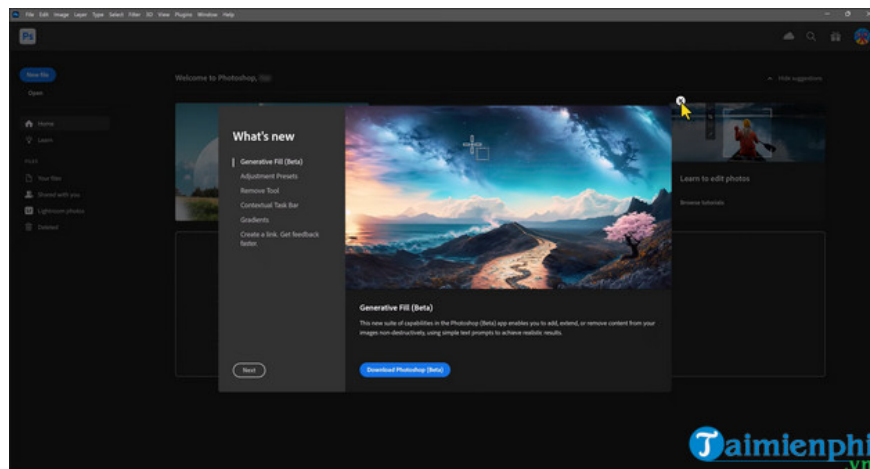 Ps File Edit Image Layer Type Select Filter 3D View Plugins Window Help
Ps
New file
Open
Home
Learn
FILES
Your files
Shared with you
Lightroom photos
Deleted
Welcome to Photoshop,
Hide suggestions
Learn to edit photos
Browse tutorials
What's new
Generative Fill (Beta)
Adjustment Presets
Remove Tool
Contextual Task Bar
Gradients
Create a link. Get feedback
faster.
Next
Generative Fill (Beta)
This new suite of capabilities in the Photoshop (Beta) app enables you to add, extend, or remove content from your
images non-destructively, using simple text prompts to achieve realistic results.
Download Photoshop (Beta)
Taimienphi
.vn